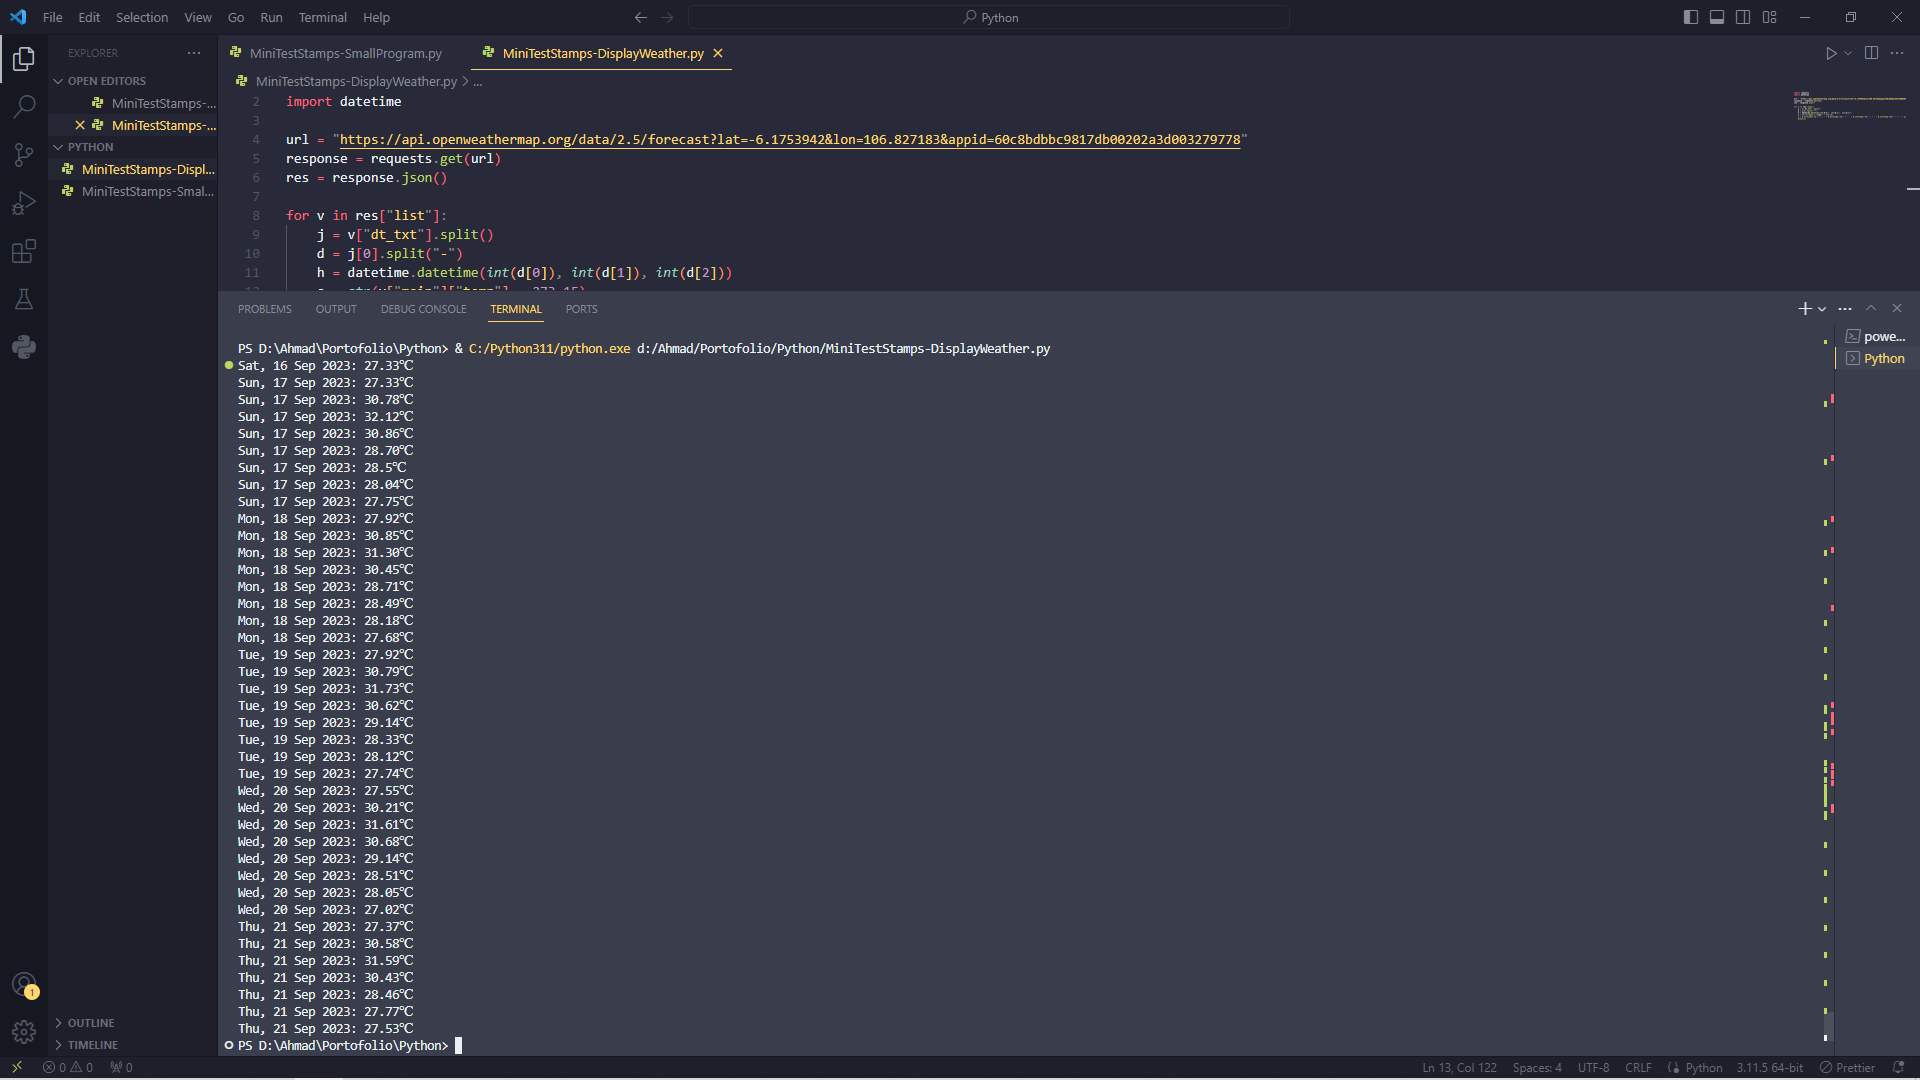 File Edit Selection View Go Run Terminal Help
Python
EXPLORER
OPEN EDITORS
MiniTestStamps-...
MiniTestStamps-...
PYTHON
MiniTestStamps-Displ...
MiniTestStamps-Smal...
OUTLINE
TIMELINE
MiniTestStamps-SmallProgram.py
MiniTestStamps-DisplayWeather.py
MiniTestStamps-DisplayWeather.py > ...
2 import datetime
3
4 url = "https://api.openweathermap.org/data/2.5/forecast?lat=-6.1753942&lon=106.827183&appid=60c8bdbbc9817db00202a3d003279778"
5 response = requests.get(url)
6 res = response.json()
7
8 for v in res["list"]:
9 j = v["dt_txt"].split()
10 d = j[0].split("-")
11 h = datetime.datetime(int(d[0]), int(d[1]), int(d[2]))
PROBLEMS OUTPUT DEBUG CONSOLE TERMINAL PORTS
powe...
Python
PS D:\Ahmad\Portofolio\Python> & C:/Python311/python.exe d:/Ahmad/Portofolio/Python/MiniTestStamps-DisplayWeather.py
Sat, 16 Sep 2023: 27.33℃
Sun, 17 Sep 2023: 27.33℃
Sun, 17 Sep 2023: 30.78℃
Sun, 17 Sep 2023: 32.12℃
Sun, 17 Sep 2023: 30.86℃
Sun, 17 Sep 2023: 28.70℃
Sun, 17 Sep 2023: 28.5℃
Sun, 17 Sep 2023: 28.04℃
Sun, 17 Sep 2023: 27.75℃
Mon, 18 Sep 2023: 27.92℃
Mon, 18 Sep 2023: 30.85℃
Mon, 18 Sep 2023: 31.30℃
Mon, 18 Sep 2023: 30.45℃
Mon, 18 Sep 2023: 28.71℃
Mon, 18 Sep 2023: 28.49℃
Mon, 18 Sep 2023: 28.18℃
Mon, 18 Sep 2023: 27.68℃
Tue, 19 Sep 2023: 27.92℃
Tue, 19 Sep 2023: 30.79℃
Tue, 19 Sep 2023: 31.73℃
Tue, 19 Sep 2023: 30.62℃
Tue, 19 Sep 2023: 29.14℃
Tue, 19 Sep 2023: 28.33℃
Tue, 19 Sep 2023: 28.12℃
Tue, 19 Sep 2023: 27.74℃
Wed, 20 Sep 2023: 27.55℃
Wed, 20 Sep 2023: 30.21℃
Wed, 20 Sep 2023: 31.61℃
Wed, 20 Sep 2023: 30.68℃
Wed, 20 Sep 2023: 29.14℃
Wed, 20 Sep 2023: 28.51℃
Wed, 20 Sep 2023: 28.05℃
Wed, 20 Sep 2023: 27.02℃
Thu, 21 Sep 2023: 27.37℃
Thu, 21 Sep 2023: 30.58℃
Thu, 21 Sep 2023: 31.59℃
Thu, 21 Sep 2023: 30.43℃
Thu, 21 Sep 2023: 28.46℃
Thu, 21 Sep 2023: 27.77℃
Thu, 21 Sep 2023: 27.53℃
PS D:\Ahmad\Portofolio\Python>
1
0 0 0
Ln 13, Col 122 Spaces: 4 UTF-8 CRLF Python 3.11.5 64-bit Prettier